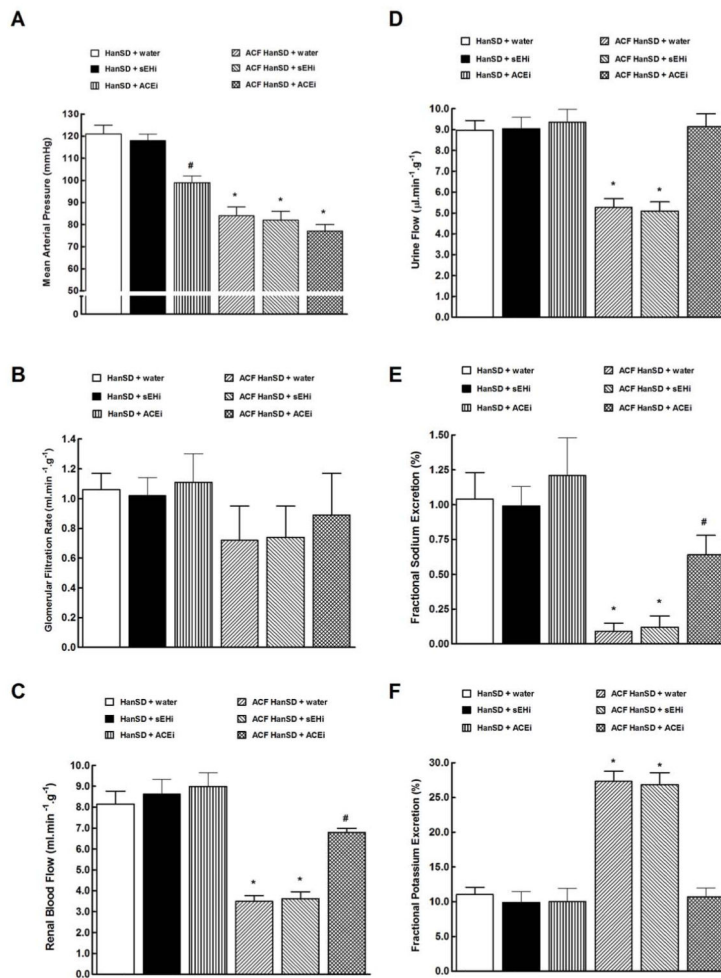 A
HanSD + water
ACF HanSD + water
HanSD + sEHi
ACF HanSD + sEHi
HanSD + ACEi
ACF HanSD + ACEi
Mean Arterial Pressure (mmHg)
130
120
110
100
90
80
70
60
50
0
#
*
*
*
B
HanSD + water
ACF HanSD + water
HanSD + sEHi
ACF HanSD + sEHi
HanSD + ACEi
ACF HanSD + ACEi
Glomerular Filtration Rate (ml.min⁻¹.g⁻¹)
1.4
1.2
1.0
0.8
0.6
0.4
0.2
0.0
C
HanSD + water
ACF HanSD + water
HanSD + sEHi
ACF HanSD + sEHi
HanSD + ACEi
ACF HanSD + ACEi
Renal Blood Flow (ml.min⁻¹.g⁻¹)
10.0
9.0
8.0
7.0
6.0
5.0
4.0
3.0
2.0
1.0
0.0
*
*
#
D
HanSD + water
ACF HanSD + water
HanSD + sEHi
ACF HanSD + sEHi
HanSD + ACEi
ACF HanSD + ACEi
Urine Flow (µl.min⁻¹.g⁻¹)
10.0
9.0
8.0
7.0
6.0
5.0
4.0
3.0
2.0
1.0
0.0
*
*
E
HanSD + water
ACF HanSD + water
HanSD + sEHi
ACF HanSD + sEHi
HanSD + ACEi
ACF HanSD + ACEi
Fractional Sodium Excretion (%)
1.50
1.25
1.00
0.75
0.50
0.25
0.00
*
*
#
F
HanSD + water
ACF HanSD + water
HanSD + sEHi
ACF HanSD + sEHi
HanSD + ACEi
ACF HanSD + ACEi
Fractional Potassium Excretion (%)
30.0
25.0
20.0
15.0
10.0
5.0
0.0
*
*